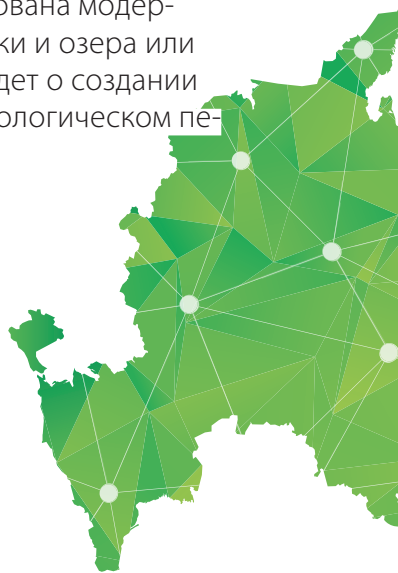 ована модер-
ки и озера или
дет о создании
ологическом пе-